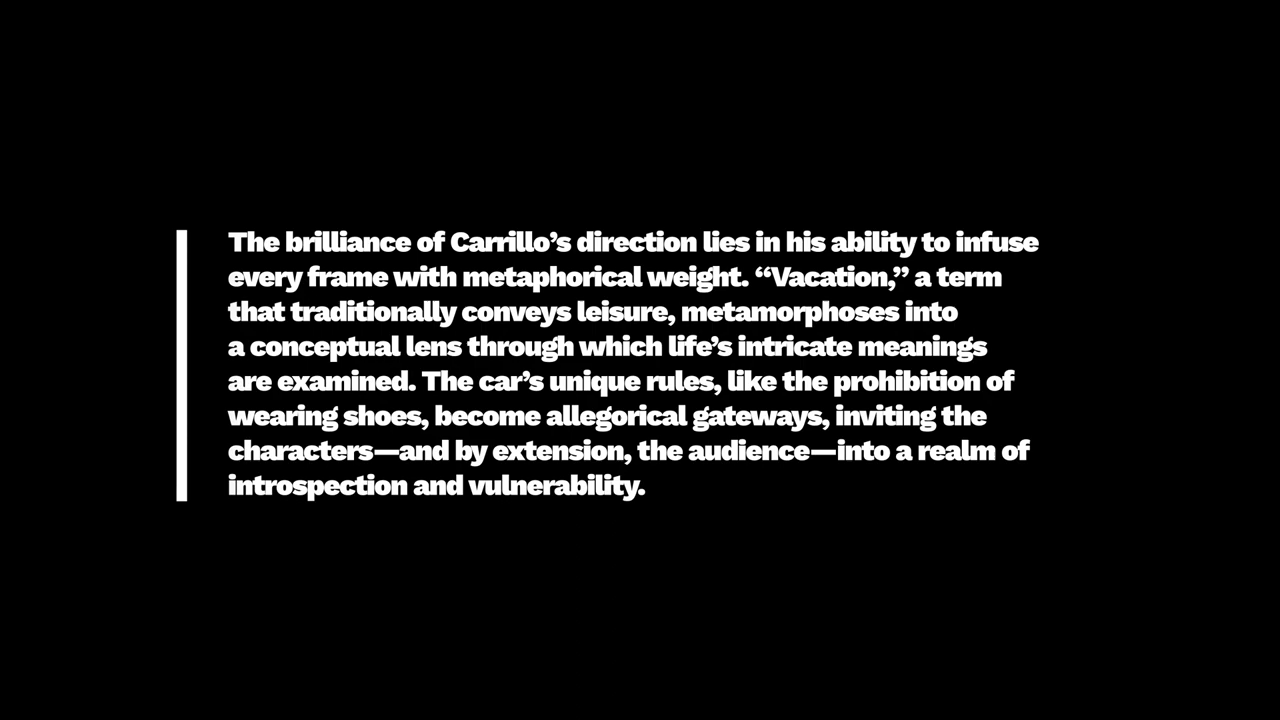 The brilliance of Carrillo’s direction lies in his ability to infuse
every frame with metaphorical weight. “Vacation,” a term
that traditionally conveys leisure, metamorphoses into
a conceptual lens through which life’s intricate meanings
are examined. The car’s unique rules, like the prohibition of
wearing shoes, become allegorical gateways, inviting the
characters—and by extension, the audience—into a realm of
introspection and vulnerability.